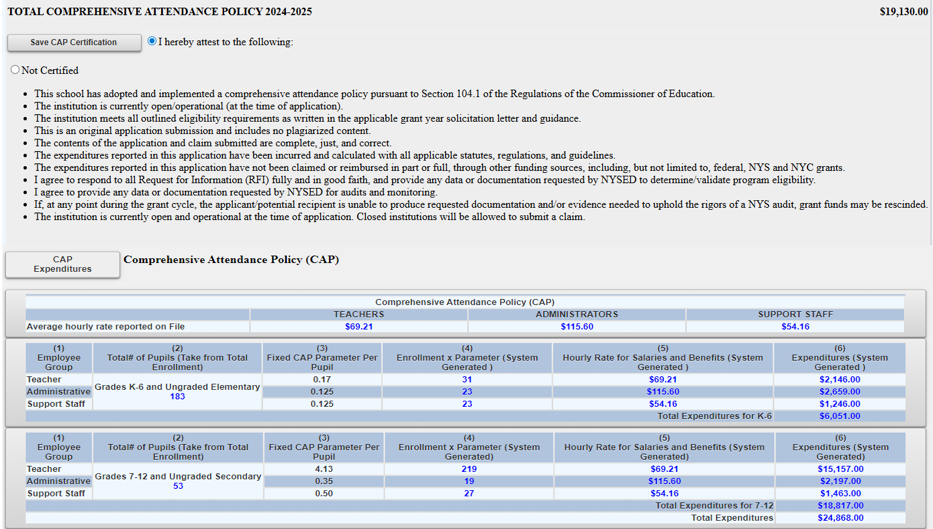 TOTAL COMPREHENSIVE ATTENDANCE POLICY 2024-2025 $19,130.00
Save CAP Certification I hereby attest to the following:
Not Certified
• This school has adopted and implemented a comprehensive attendance policy pursuant to Section 104.1 of the Regulations of the Commissioner of Education.
• The institution is currently open/operational (at the time of application).
• The institution meets all outlined eligibility requirements as written in the applicable grant year solicitation letter and guidance.
• This is an original application submission and includes no plagiarized content.
• The contents of the application and claim submitted are complete, just, and correct.
• The expenditures reported in this application have been incurred and calculated with all applicable statutes, regulations, and guidelines.
• The expenditures reported in this application have not been claimed or reimbursed in part or full, through other funding sources, including, but not limited to, federal, NYS and NYC grants.
• I agree to respond to all Request for Information (RFI) fully and in good faith, and provide any data or documentation requested by NYSED to determine/validate program eligibility.
• I agree to provide any data or documentation requested by NYSED for audits and monitoring.
• If, at any point during the grant cycle, the applicant/potential recipient is unable to produce requested documentation and/or evidence needed to uphold the rigors of a NYS audit, grant funds may be rescinded.
• The institution is currently open and operational at the time of application. Closed institutions will be allowed to submit a claim.
CAP Comprehensive Attendance Policy (CAP)
Expenditures
Comprehensive Attendance Policy (CAP)
TEACHERS ADMINISTRATORS SUPPORT STAFF
Average hourly rate reported on File $69.21 $115.60 $54.16
(1) (2) (3) (4) (5) (6)
Employee Total# of Pupils (Take from Total Fixed CAP Parameter Per Enrollment x Parameter (System Hourly Rate for Salaries and Benefits (System Expenditures (System
Group Enrollment) Pupil Generated ) Generated ) Generated )
Teacher 0.17 31 $69.21 $2,146.00
Grades K-6 and Ungraded Elementary
Administrative 0.125 23 $115.60 $2,659.00
183
Support Staff 0.125 23 $54.16 $1,246.00
Total Expenditures for K-6 $6,051.00
(1) (2) (3) (4) (5) (6)
Employee Total# of Pupils (Take from Total Fixed CAP Parameter Per Enrollment x Parameter (System Hourly Rate for Salaries and Benefits (System Expenditures (System
Group Enrollment) Pupil Generated) Generated) Generated)
Teacher 4.13 219 $69.21 $15,157.00
Grades 7-12 and Ungraded Secondary
Administrative 0.35 19 $115.60 $2,197.00
53
Support Staff 0.50 27 $54.16 $1,463.00
Total Expenditures for 7-12 $18,817.00
Total Expenditures $24,868.00